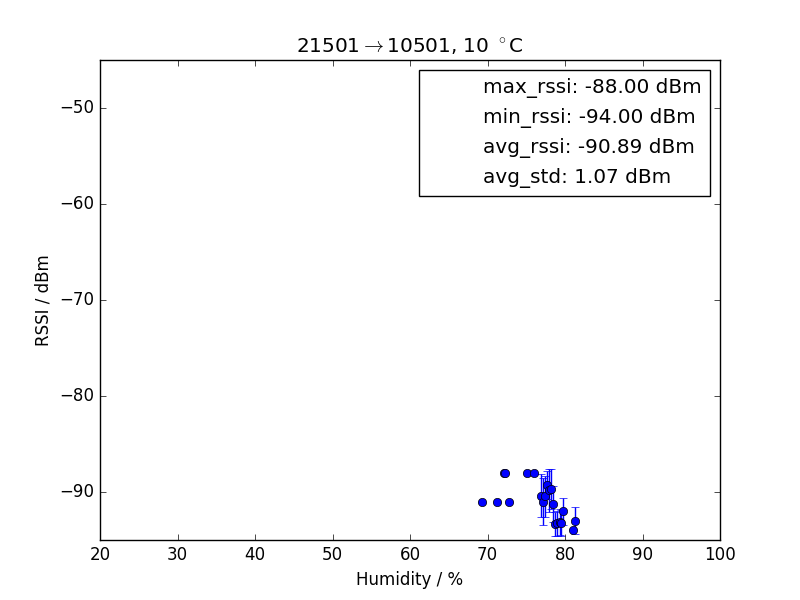 21501→10501, 10 °C
max_rssi: -88.00 dBm
min_rssi: -94.00 dBm
avg_rssi: -90.89 dBm
avg_std: 1.07 dBm
RSSI / dBm
−50
−60
−70
−80
−90
20 30 40 50 60 70 80 90 100
Humidity / %